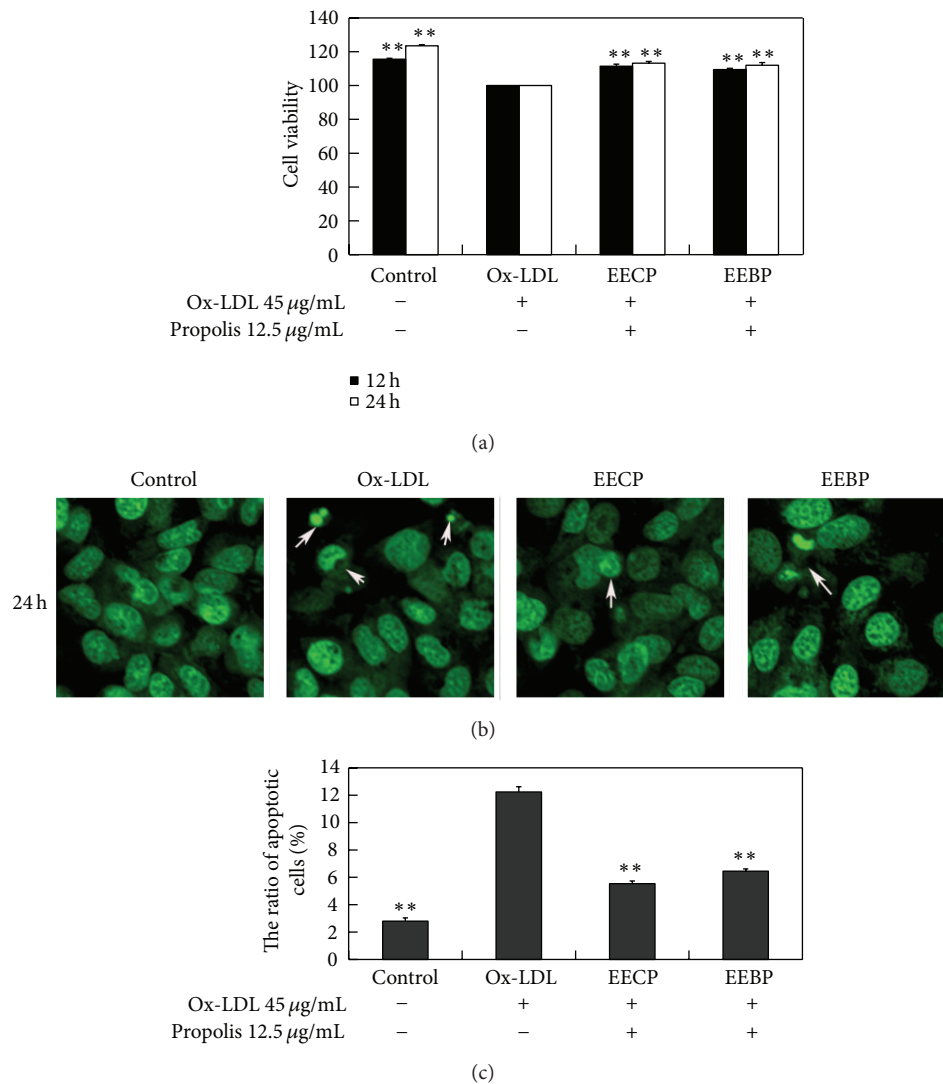 140
120
100
80
60
40
20
0
Cell viability
** ** ** ** ** **
Control Ox-LDL EECP EEBP
Ox-LDL 45 μg/mL − + + +
Propolis 12.5 μg/mL − − + +
12 h
24 h
(a)
Control Ox-LDL EECP EEBP
24 h
(b)
14
12
10
8
6
4
2
0
The ratio of apoptotic
cells (%)
** ** **
Control Ox-LDL EECP EEBP
Ox-LDL 45 μg/mL − + + +
Propolis 12.5 μg/mL − − + +
(c)